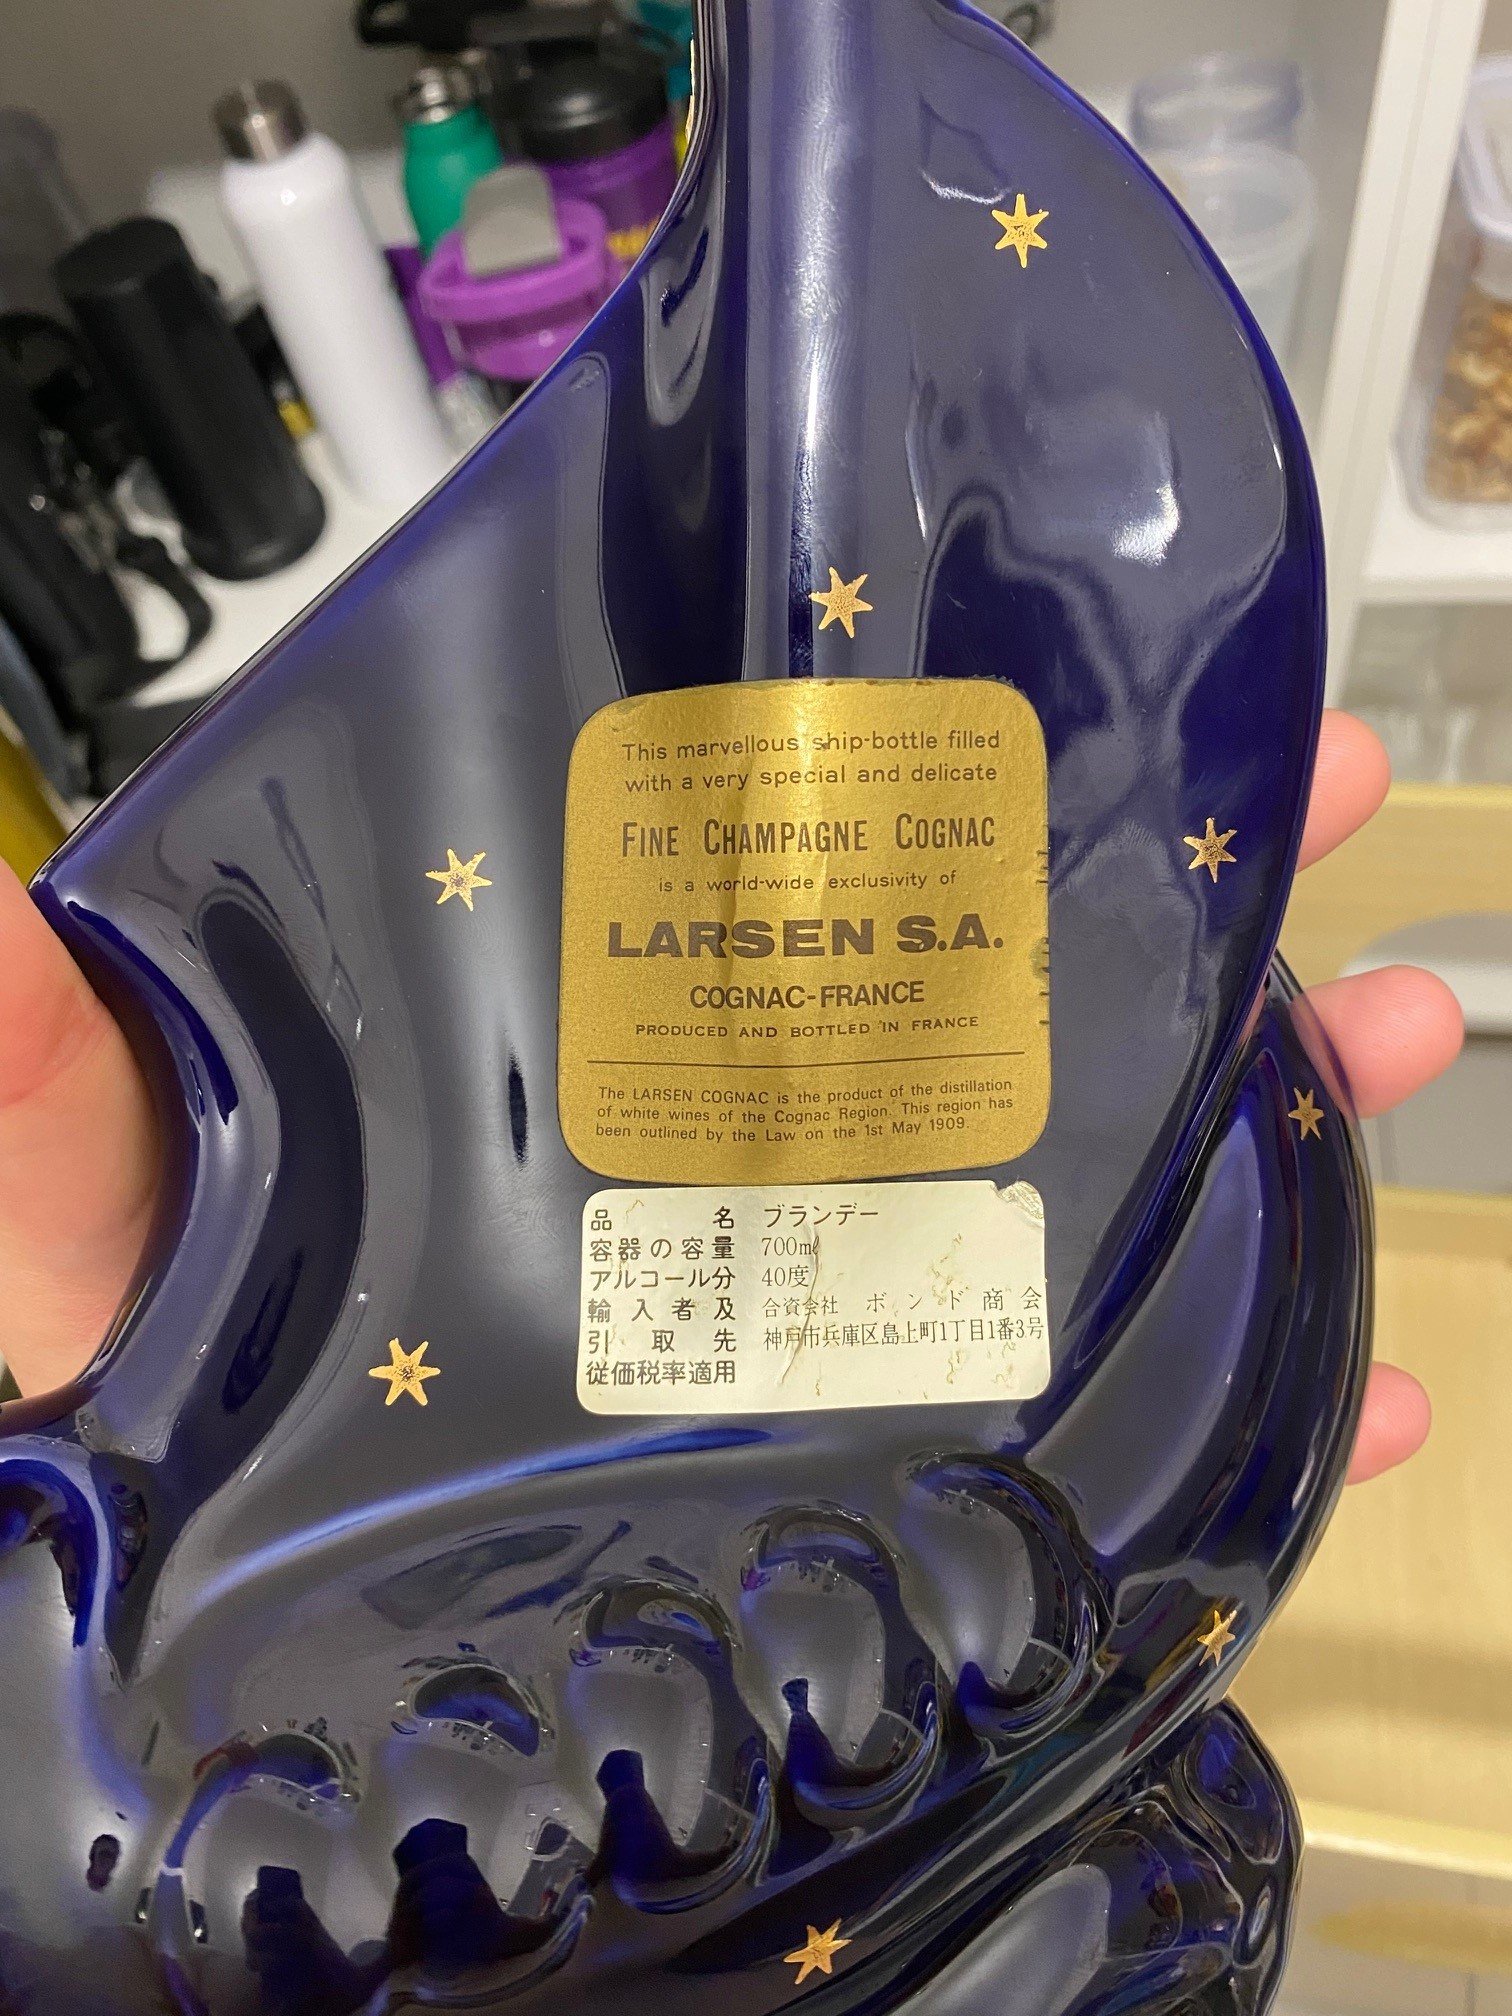 This marvellous ship-bottle filled
with a very special and delicate
FINE CHAMPAGNE COGNAC
is a world-wide exclusivity of
LARSEN S.A.
COGNAC-FRANCE
PRODUCED AND BOTTLED IN FRANCE
The LARSEN COGNAC is the product of the distillation
of white wines of the Cognac Region. This region has
been outlined by the Law on the 1st May 1909.
品名 ブランデー
容器の容量 700mℓ
アルコール分 40度
輸入者及 合資会社 ボンド商会
引取先 神戸市兵庫区島上町1丁目1番3号
従価税率適用